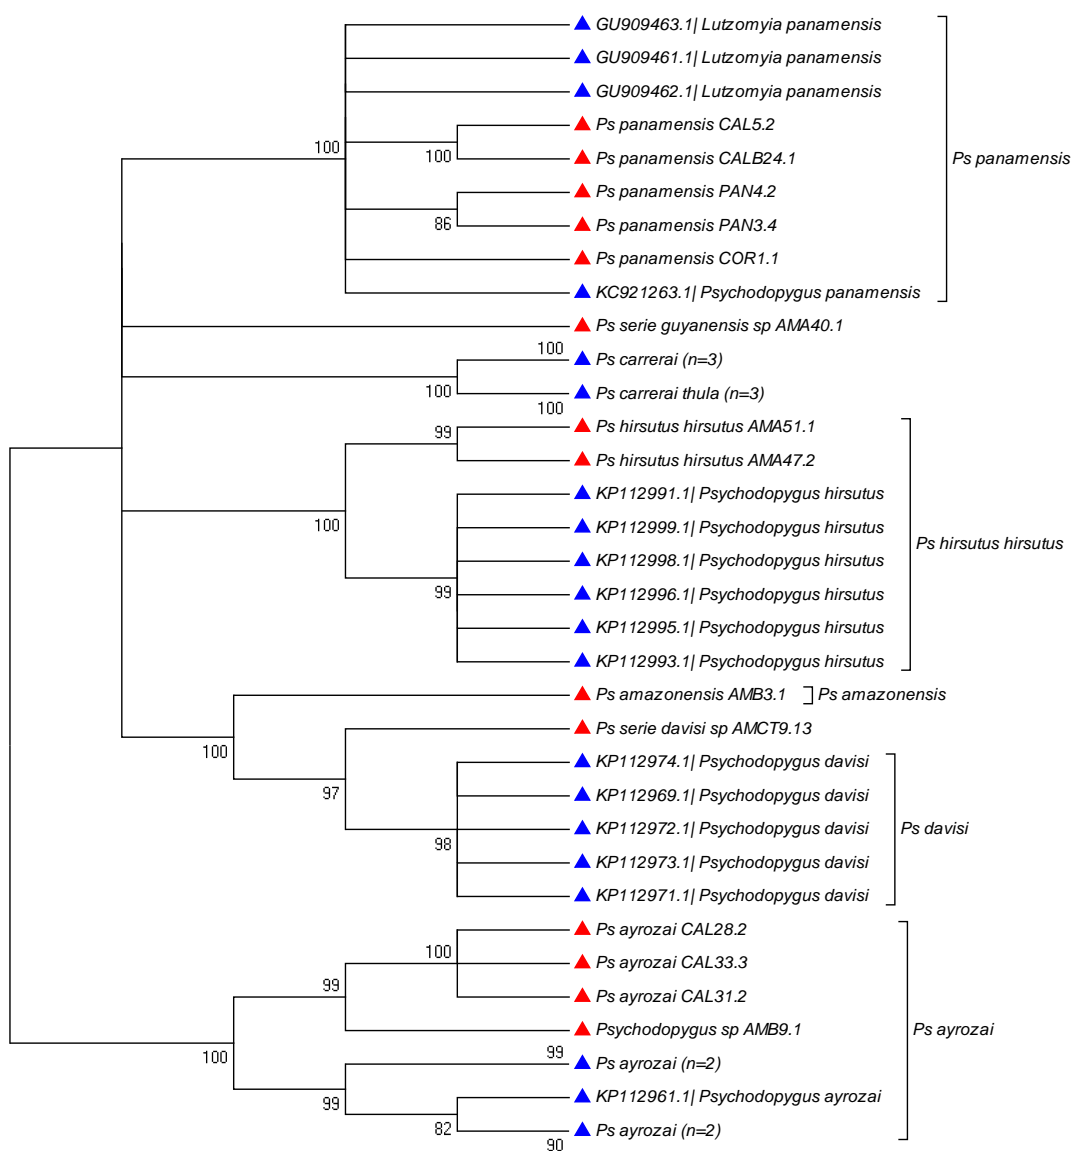 GU909463.1| Lutzomyia panamensis
GU909461.1| Lutzomyia panamensis
GU909462.1| Lutzomyia panamensis
Ps panamensis CAL5.2
100
100
Ps panamensis CALB24.1
Ps panamensis
Ps panamensis PAN4.2
86
Ps panamensis PAN3.4
Ps panamensis COR1.1
KC921263.1| Psychodopygus panamensis
Ps serie guyanensis sp AMA40.1
100
Ps carrerai (n=3)
100
Ps carrerai thula (n=3)
100
99
Ps hirsutus hirsutus AMA51.1
Ps hirsutus hirsutus AMA47.2
KP112991.1| Psychodopygus hirsutus
100
KP112999.1| Psychodopygus hirsutus
Ps hirsutus hirsutus
KP112998.1| Psychodopygus hirsutus
99
KP112996.1| Psychodopygus hirsutus
KP112995.1| Psychodopygus hirsutus
KP112993.1| Psychodopygus hirsutus
Ps amazonensis AMB3.1
Ps amazonensis
Ps serie davisi sp AMCT9.13
100
KP112974.1| Psychodopygus davisi
97
KP112969.1| Psychodopygus davisi
KP112972.1| Psychodopygus davisi
Ps davisi
98
KP112973.1| Psychodopygus davisi
KP112971.1| Psychodopygus davisi
Ps ayrozai CAL28.2
100
Ps ayrozai CAL33.3
99
Ps ayrozai CAL31.2
Psychodopygus sp AMB9.1
Ps ayrozai
100
99
Ps ayrozai (n=2)
99
KP112961.1| Psychodopygus ayrozai
82
Ps ayrozai (n=2)
90